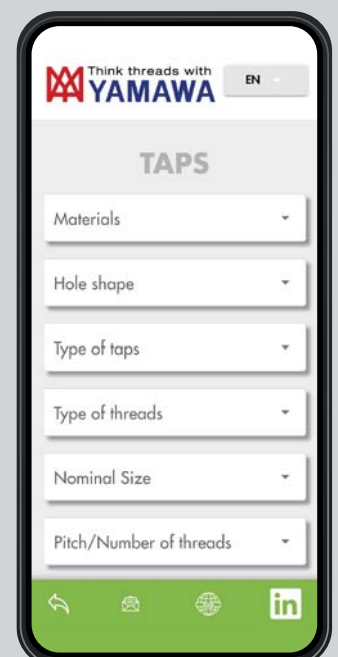 Think threads with
YAMAWA
EN
TAPS
Materials
Hole shape
Type of taps
Type of threads
Nominal Size
Pitch/Number of threads
in